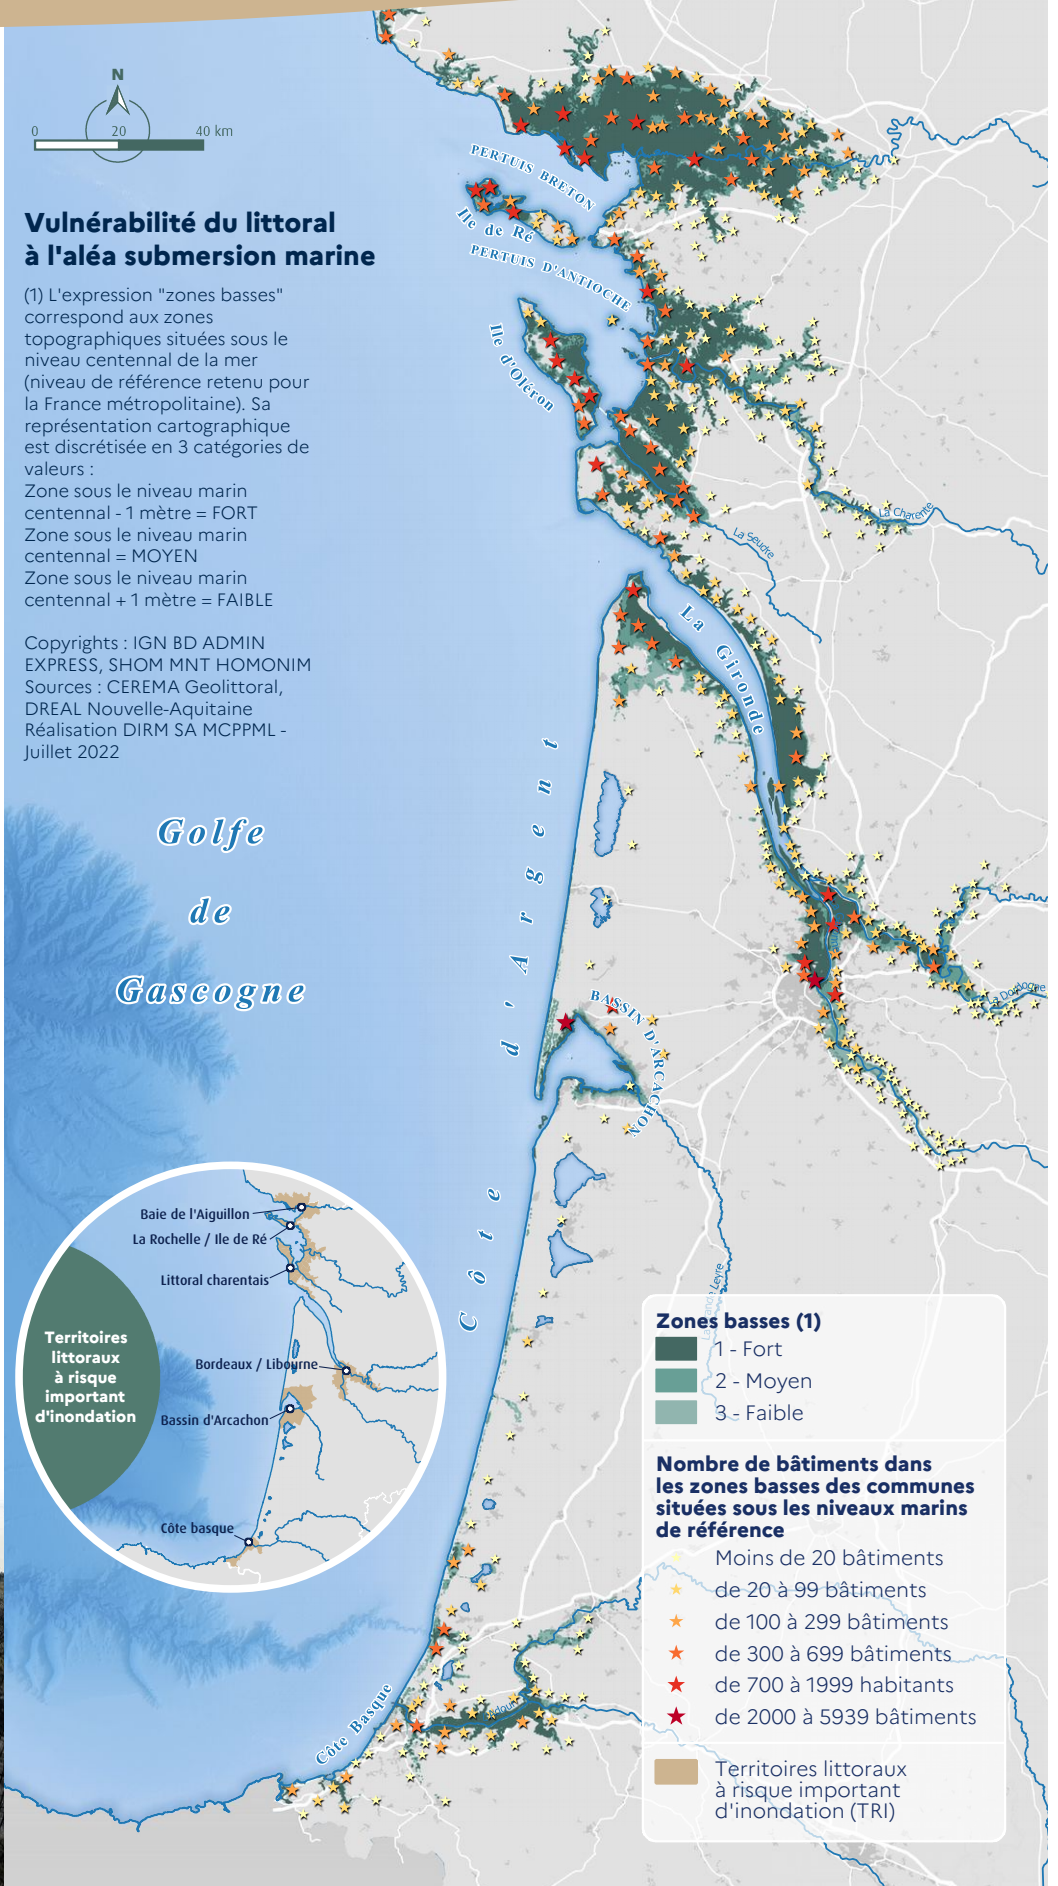 N
0 20 40 km
Vulnérabilité du littoral
à l'aléa submersion marine
(1) L'expression "zones basses"
correspond aux zones
topographiques situées sous le
niveau centennal de la mer
(niveau de référence retenu pour
la France métropolitaine). Sa
représentation cartographique
est discrétisée en 3 catégories de
valeurs :
Zone sous le niveau marin
centennal - 1 mètre = FORT
Zone sous le niveau marin
centennal = MOYEN
Zone sous le niveau marin
centennal + 1 mètre = FAIBLE
Copyrights : IGN BD ADMIN
EXPRESS, SHOM MNT HOMONIM
Sources : CEREMA Geolittoral,
DREAL Nouvelle-Aquitaine
Réalisation DIRM SA MCPPML -
Juillet 2022
PERTUIS BRETON
Ile de Ré
PERTUIS D'ANTIOCHE
Ile d'Oléron
La Charente
La Seudre
La Gironde
La Dordogne
Golfe
de
Gascogne
Côte d'Argent
BASSIN D'ARCACHON
Leyre
Adour
Côte Basque
Baie de l'Aiguillon
La Rochelle / Ile de Ré
Littoral charentais
Bordeaux / Libourne
Bassin d'Arcachon
Côte basque
Territoires
littoraux
à risque
important
d'inondation
Zones basses (1)
1 - Fort
2 - Moyen
3 - Faible
Nombre de bâtiments dans
les zones basses des communes
situées sous les niveaux marins
de référence
Moins de 20 bâtiments
de 20 à 99 bâtiments
de 100 à 299 bâtiments
de 300 à 699 bâtiments
de 700 à 1999 habitants
de 2000 à 5939 bâtiments
Territoires littoraux
à risque important
d'inondation (TRI)